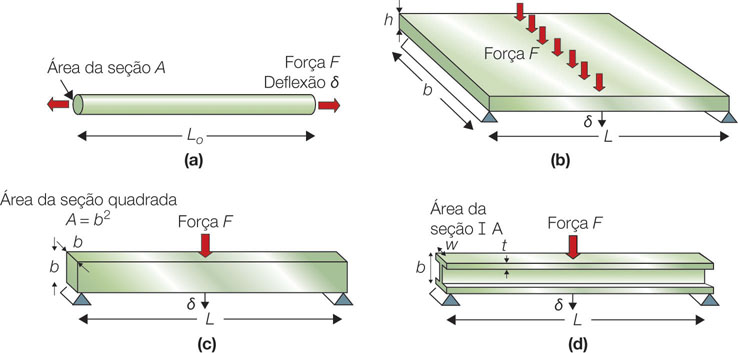 Área da seção A
Força F
Deflexão δ
L₀
(a)
h
Força F
b
δ
L
(b)
Área da seção quadrada
A = b²
b
b
Força F
δ
L
(c)
Área da
seção I A
w
t
b
Força F
δ
L
(d)